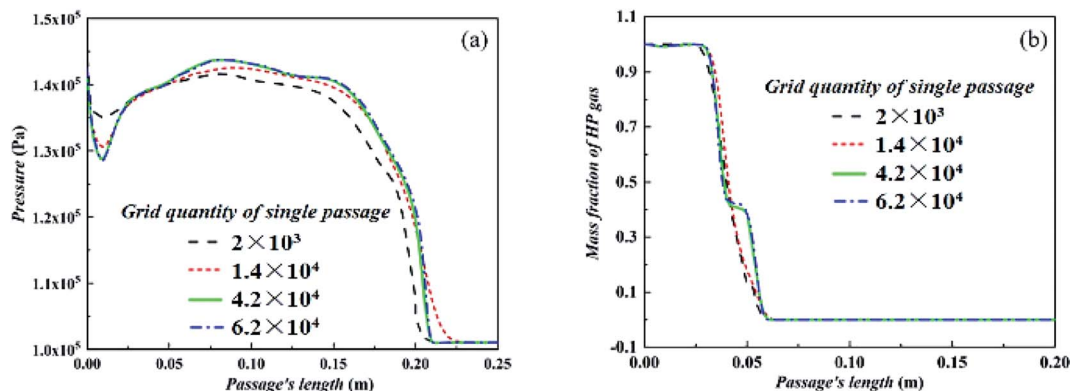 (a)
Pressure (Pa)
1.5x10⁵
1.4x10⁵
1.3x10⁵
1.2x10⁵
1.1x10⁵
1.0x10⁵
Grid quantity of single passage
2×10³
1.4×10⁴
4.2×10⁴
6.2×10⁴
0.00 0.05 0.10 0.15 0.20 0.25
Passage's length (m)
(b)
Mass fraction of HP gas
1.1
0.9
0.7
0.5
0.3
0.1
-0.1
Grid quantity of single passage
2×10³
1.4×10⁴
4.2×10⁴
6.2×10⁴
0.00 0.05 0.10 0.15 0.20
Passage's length (m)